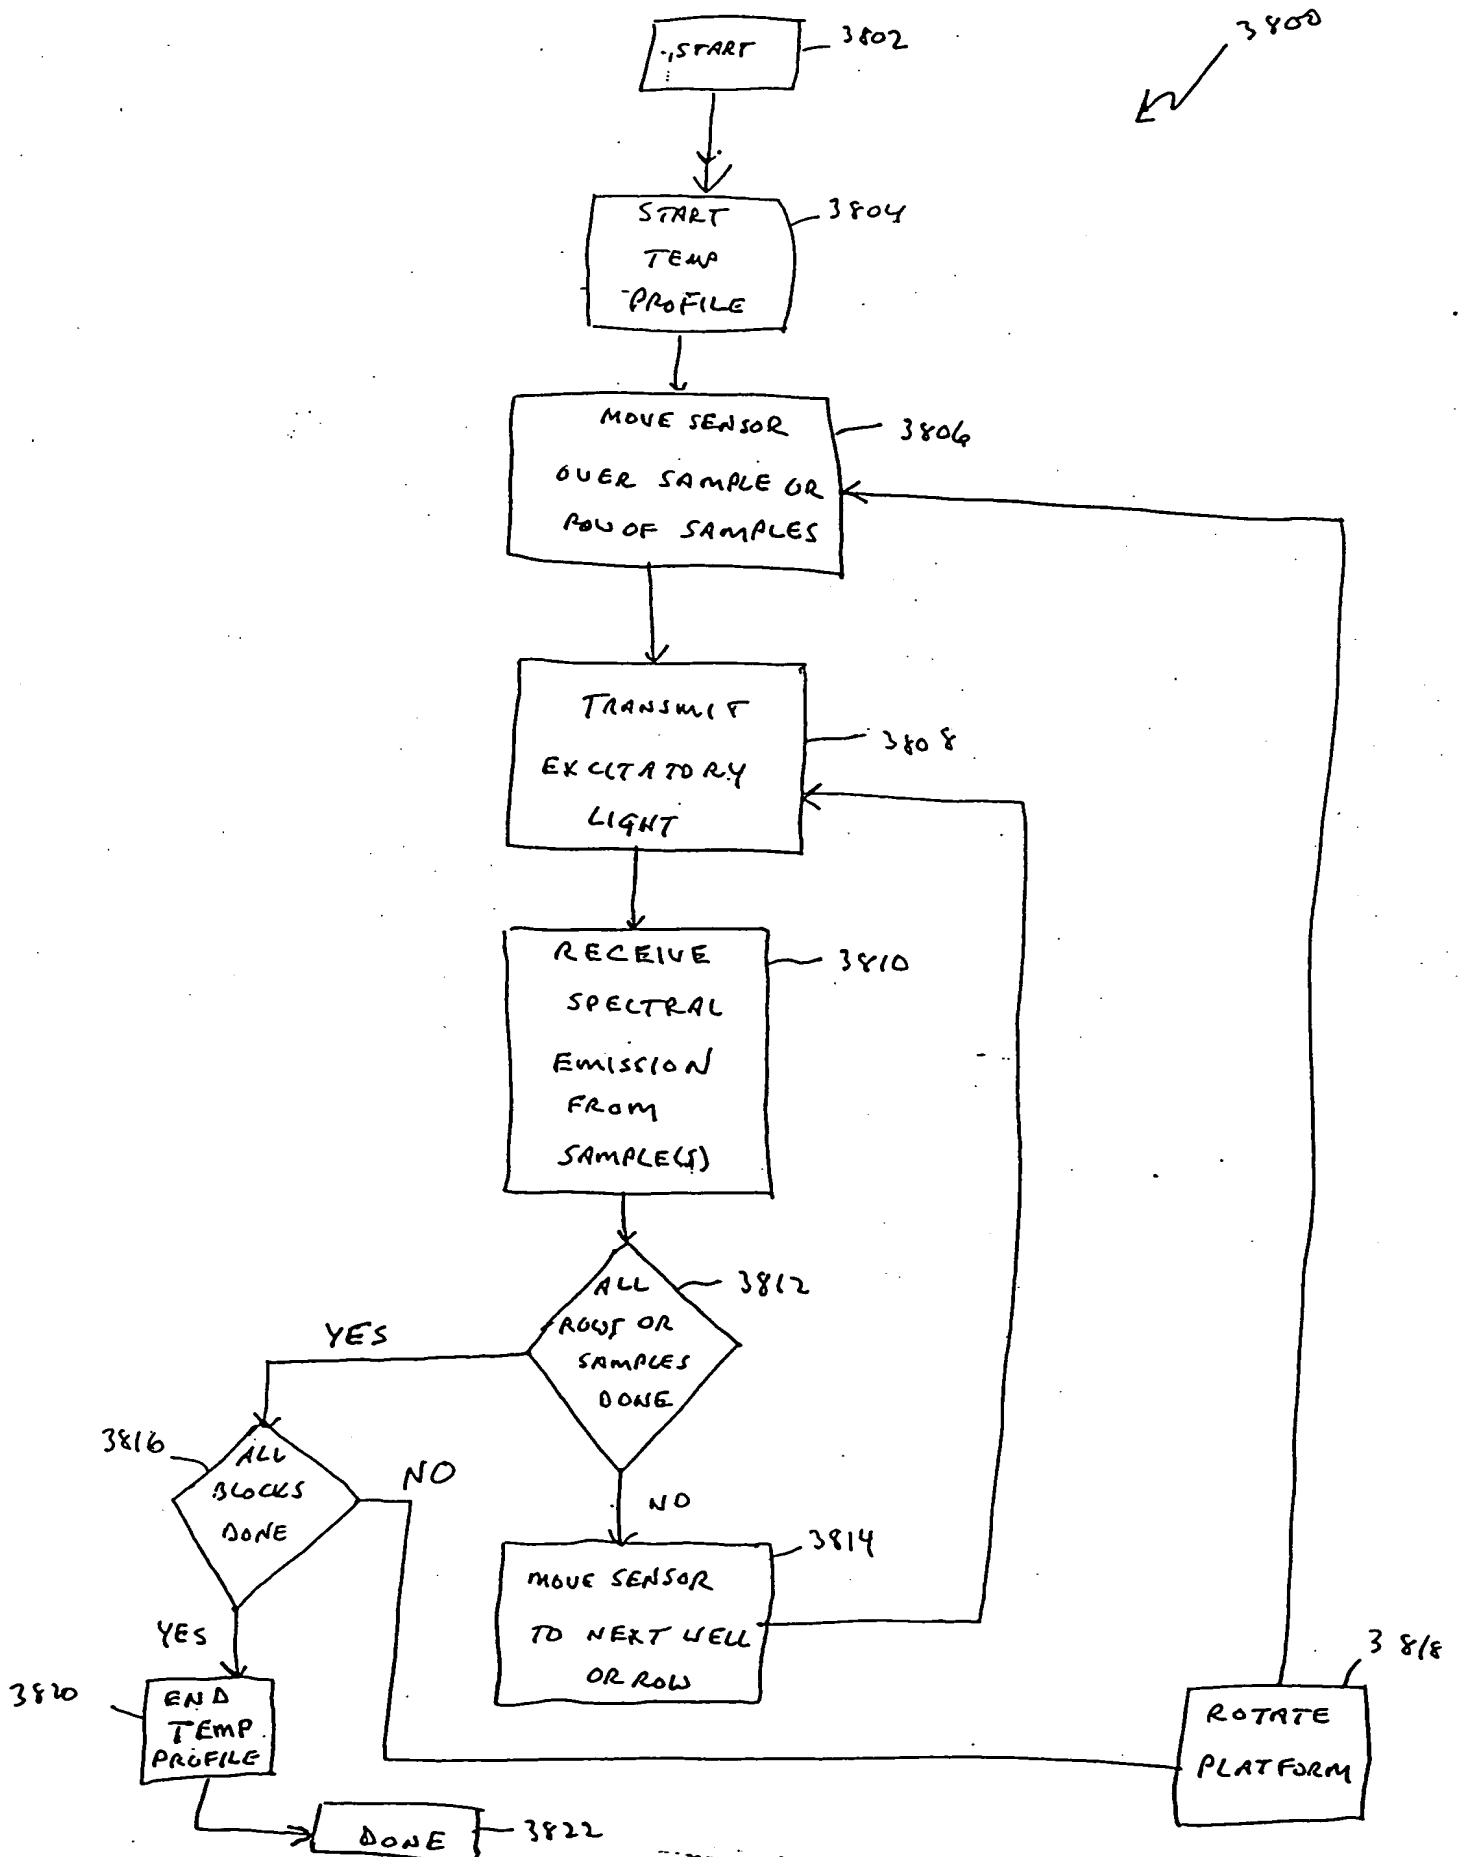 START
3802
3800
START
TEMP
PROFILE
3804
MOVE SENSOR
OVER SAMPLE OR
ROW OF SAMPLES
3806
TRANSMIT
EXCITATORY
LIGHT
3808
RECEIVE
SPECTRAL
EMISSION
FROM
SAMPLE(S)
3810
ALL
ROWS OR
SAMPLES
DONE
3812
YES
3816
ALL
BLOCKS
DONE
NO
NO
MOVE SENSOR
TO NEXT WELL
OR ROW
3814
YES
3820
END
TEMP
PROFILE
3818
ROTATE
PLATFORM
DONE
3822